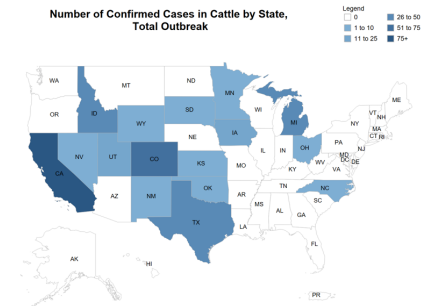 Number of Confirmed Cases in Cattle by State,
Total Outbreak
Legend
0
1 to 10
11 to 25
26 to 50
51 to 75
75+
WA
MT
ND
MN
ME
OR
ID
SD
WI
MI
VT
NH
NY
WY
IA
MA
CT RI
NE
PA
NJ
NV
UT
CO
IL
IN
OH
MD
DE
DC
WV
VA
CA
KS
MO
KY
NC
AZ
NM
OK
AR
TN
SC
TX
LA
MS
AL
GA
FL
AK
HI
PR